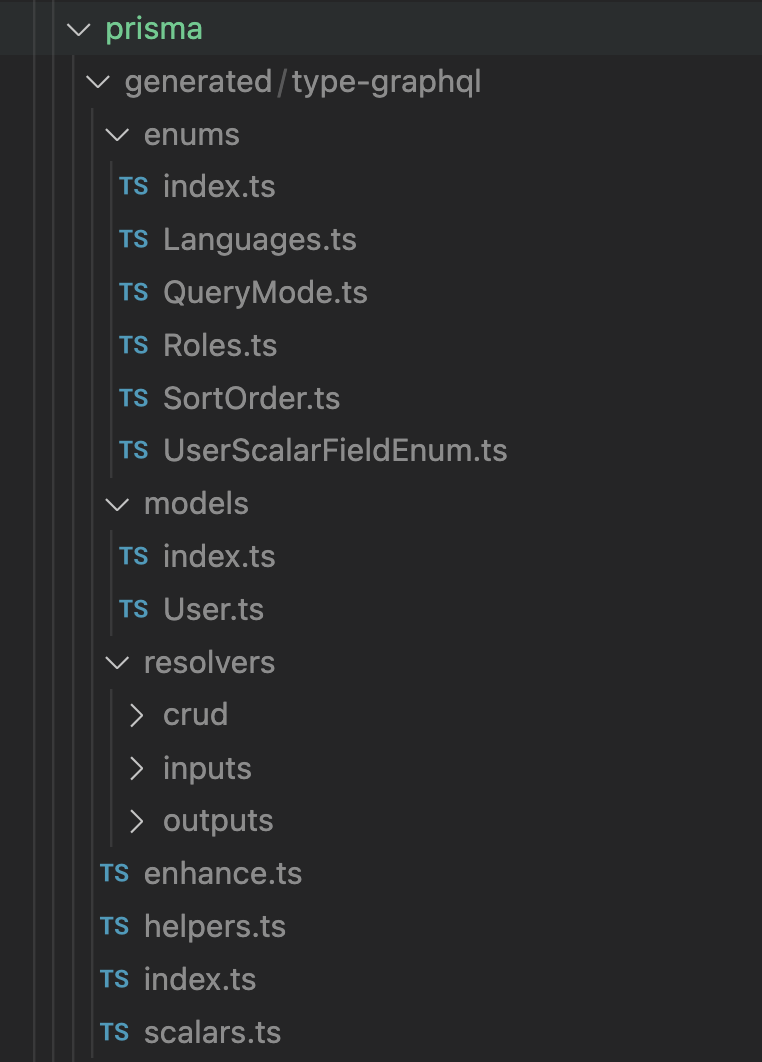 prisma
generated/type-graphql
enums
TS index.ts
TS Languages.ts
TS QueryMode.ts
TS Roles.ts
TS SortOrder.ts
TS UserScalarFieldEnum.ts
models
TS index.ts
TS User.ts
resolvers
crud
inputs
outputs
TS enhance.ts
TS helpers.ts
TS index.ts
TS scalars.ts